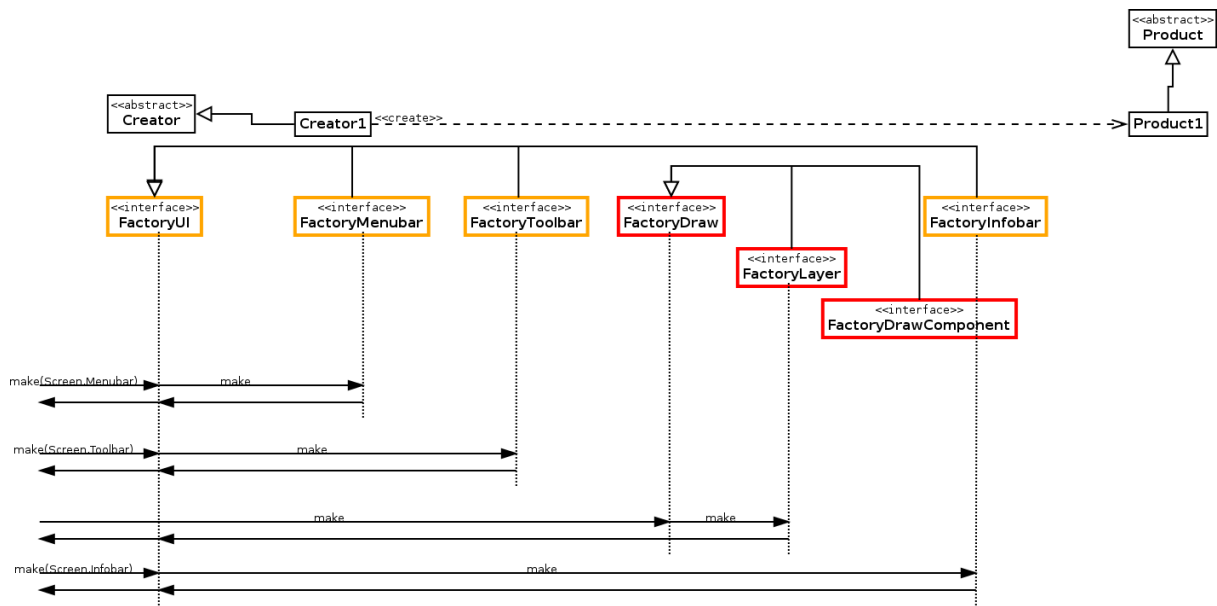 <<abstract>>
Product
<<abstract>>
Creator
Creator1
<<create>>
Product1
<<interface>>
FactoryUI
<<interface>>
FactoryMenubar
<<interface>>
FactoryToolbar
<<interface>>
FactoryDraw
<<interface>>
FactoryInfobar
<<interface>>
FactoryLayer
<<interface>>
FactoryDrawComponent
make(Screen.Menubar)
make
make(Screen.Toolbar)
make
make
make
make(Screen.Infobar)
make